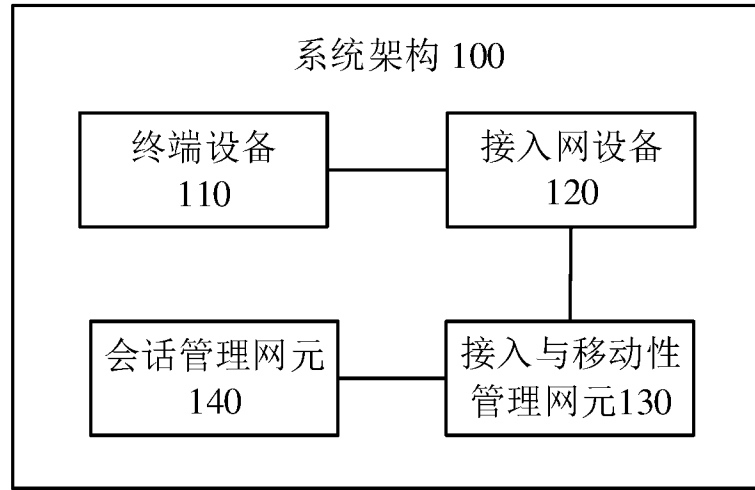 系统架构 100
终端设备
110
接入网设备
120
会话管理网元
140
接入与移动性
管理网元130